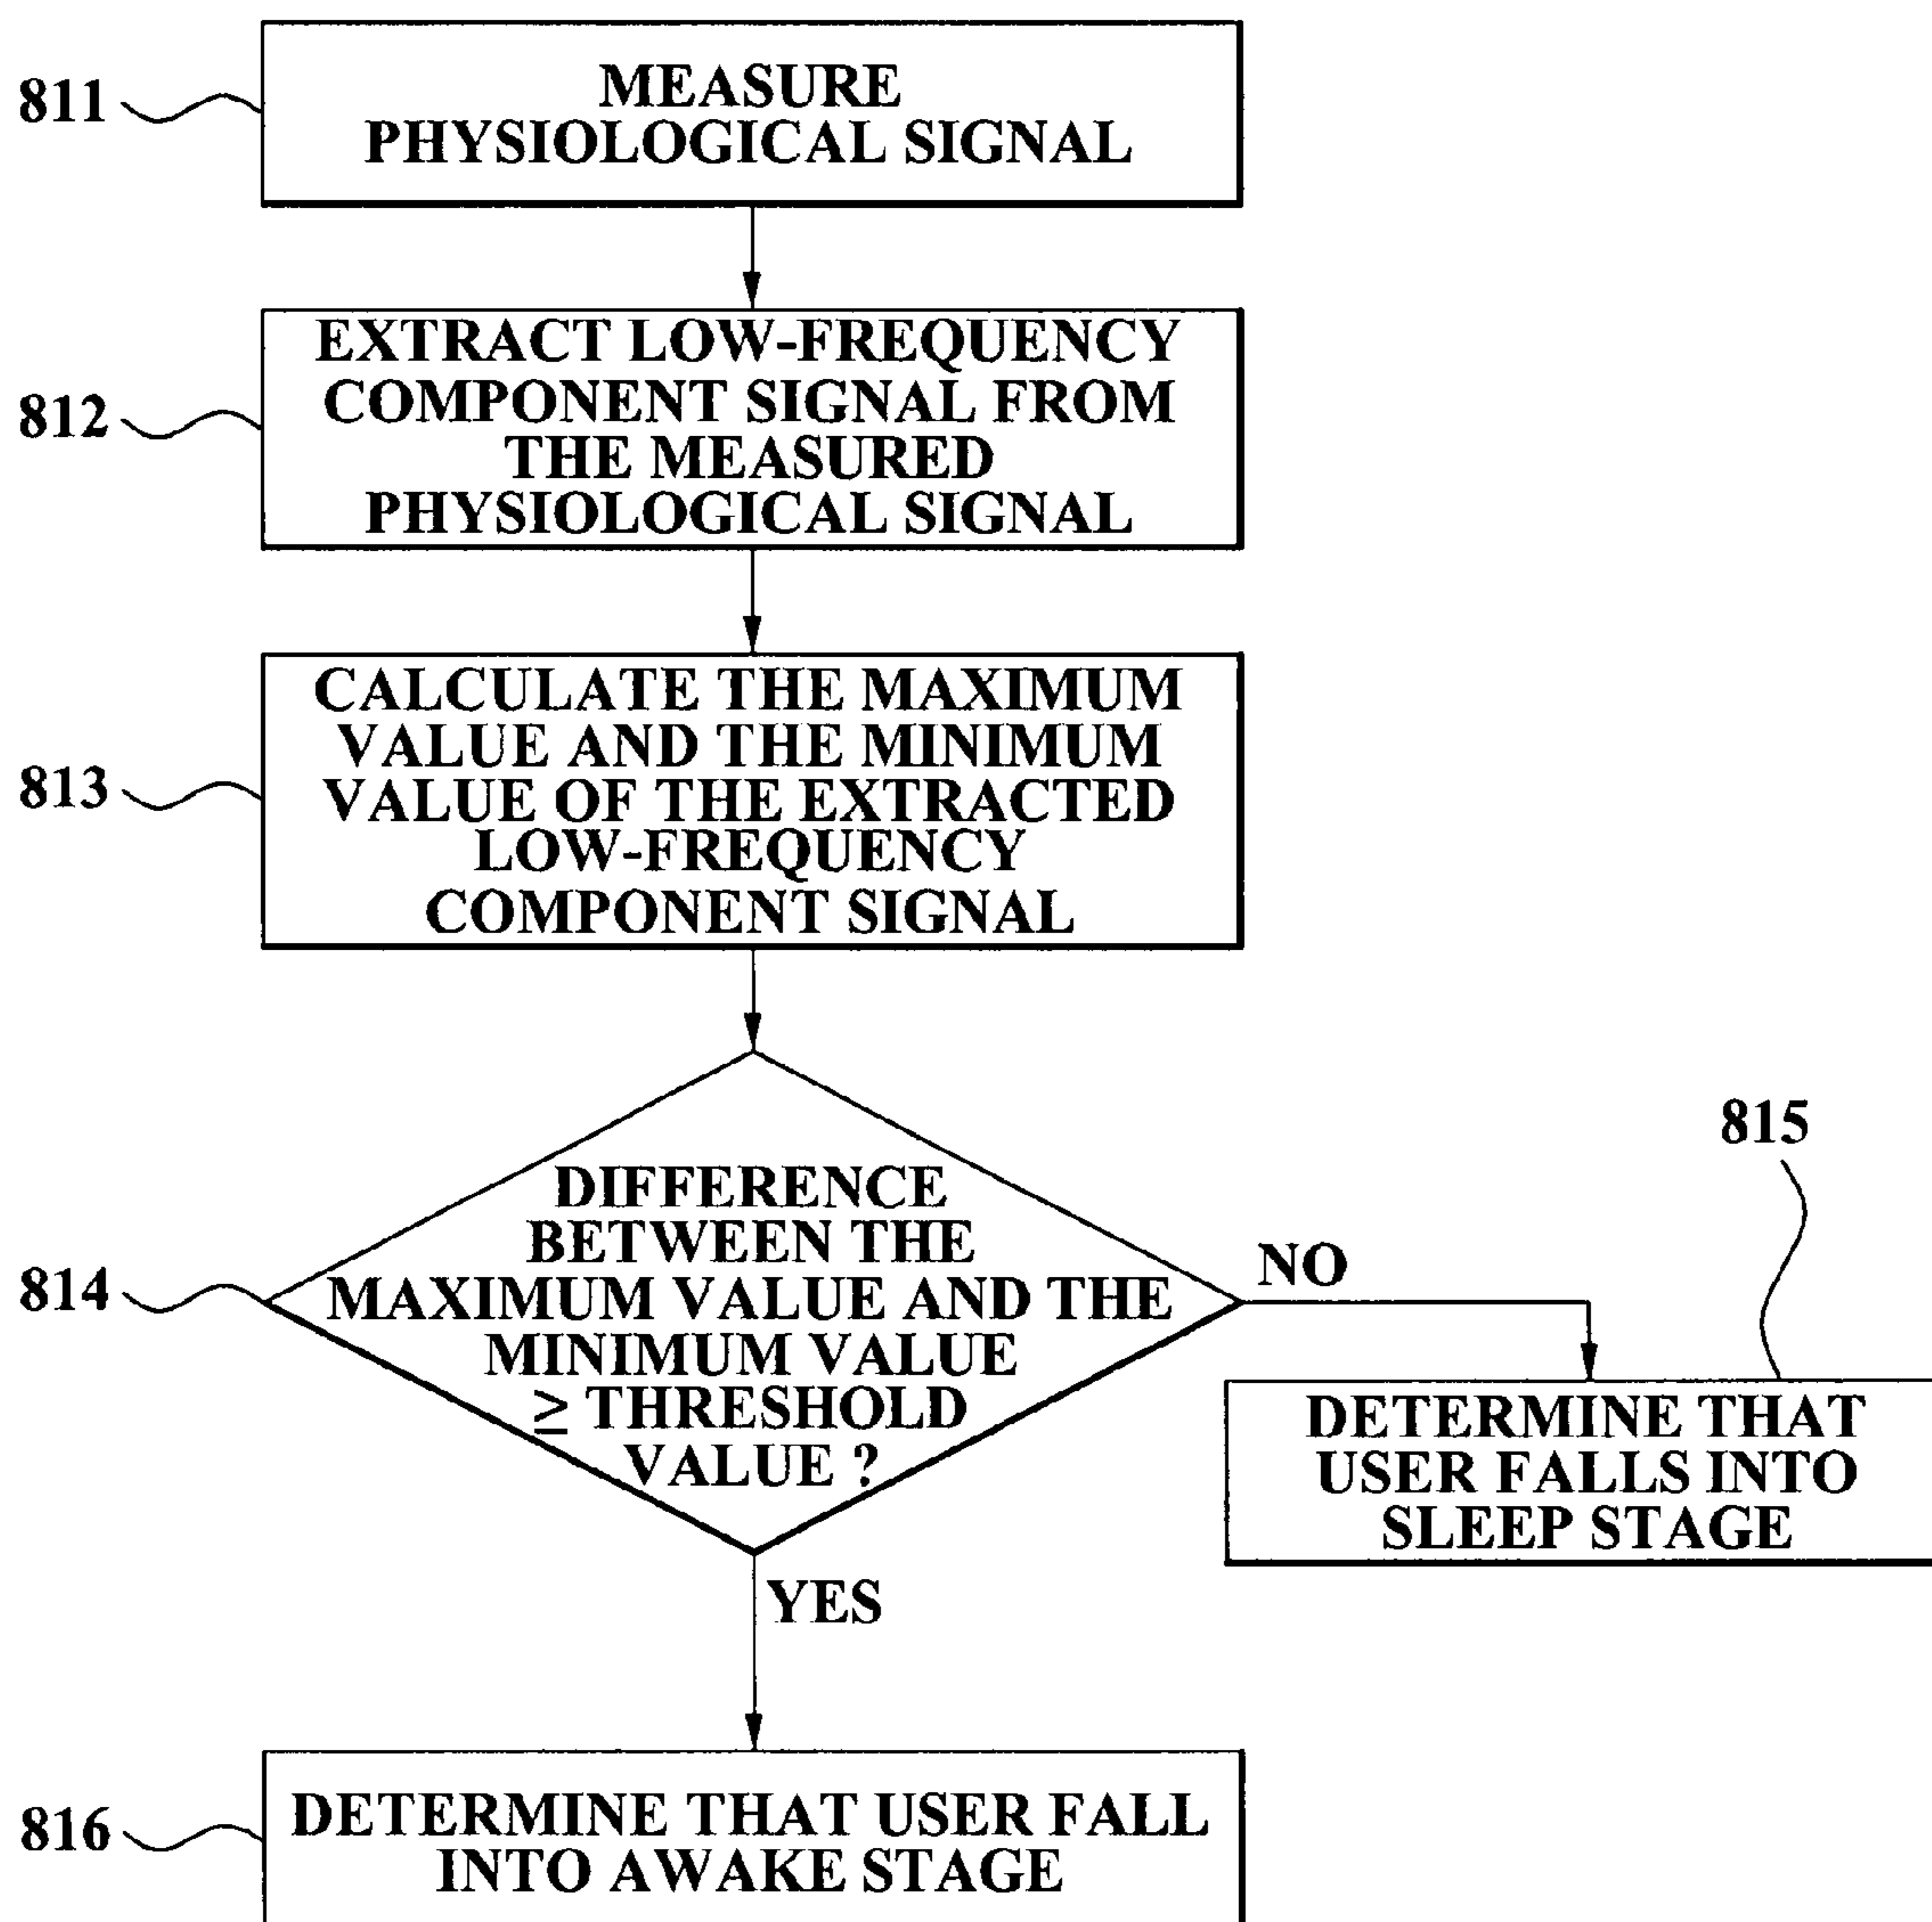 811
MEASURE
PHYSIOLOGICAL SIGNAL
812
EXTRACT LOW-FREQUENCY
COMPONENT SIGNAL FROM
THE MEASURED
PHYSIOLOGICAL SIGNAL
813
CALCULATE THE MAXIMUM
VALUE AND THE MINIMUM
VALUE OF THE EXTRACTED
LOW-FREQUENCY
COMPONENT SIGNAL
814
DIFFERENCE
BETWEEN THE
MAXIMUM VALUE AND THE
MINIMUM VALUE
≥ THRESHOLD
VALUE ?
NO
815
DETERMINE THAT
USER FALLS INTO
SLEEP STAGE
YES
816
DETERMINE THAT USER FALL
INTO AWAKE STAGE